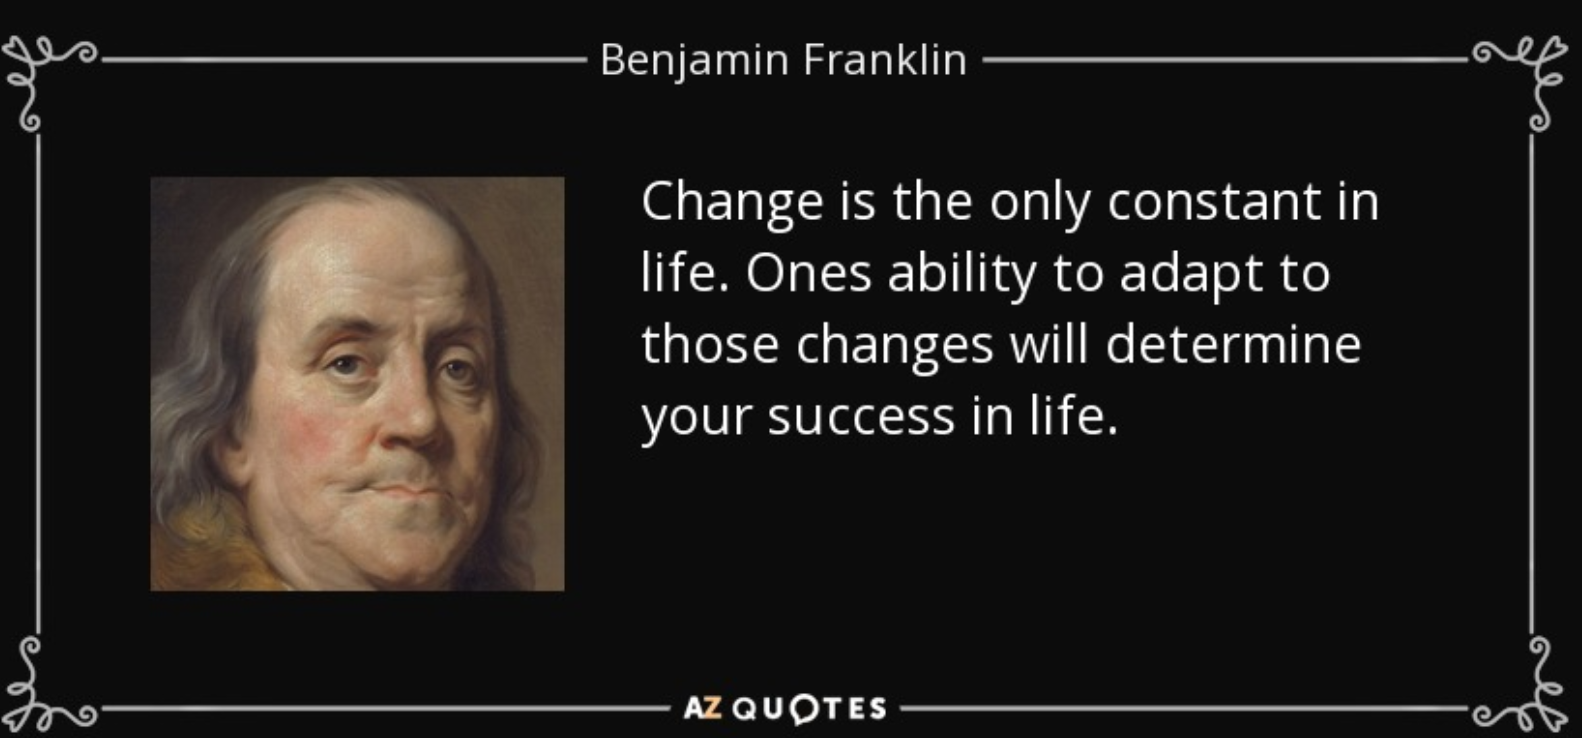 Benjamin Franklin
Change is the only constant in
life. Ones ability to adapt to
those changes will determine
your success in life.
AZ QUOTES